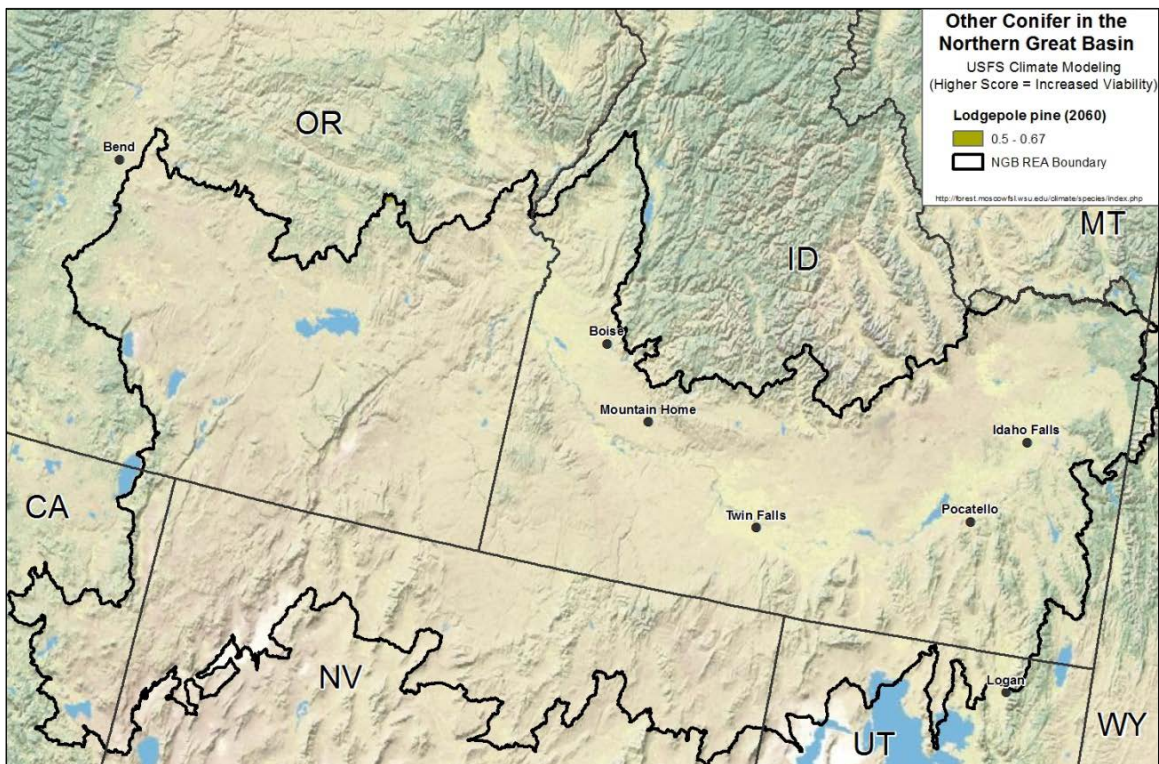 Other Conifer in the
Northern Great Basin
USFS Climate Modeling
(Higher Score = Increased Viability)
Lodgepole pine (2060)
0.5 - 0.67
NGB REA Boundary
http://forest.moscowfsl.wsu.edu/climate/species/index.php
OR
Bend
MT
ID
Boise
Mountain Home
Idaho Falls
CA
Twin Falls
Pocatello
NV
Logan
WY
UT